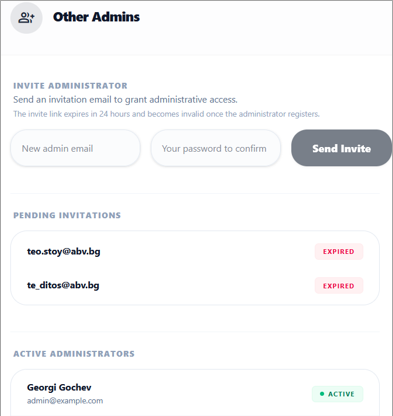 Other Admins
INVITE ADMINISTRATOR
Send an invitation email to grant administrative access.
The invite link expires in 24 hours and becomes invalid once the administrator registers.
New admin email
Your password to confirm
Send Invite
PENDING INVITATIONS
teo.stoy@abv.bg
EXPIRED
te_ditos@abv.bg
EXPIRED
ACTIVE ADMINISTRATORS
Georgi Gochev
ACTIVE
admin@example.com